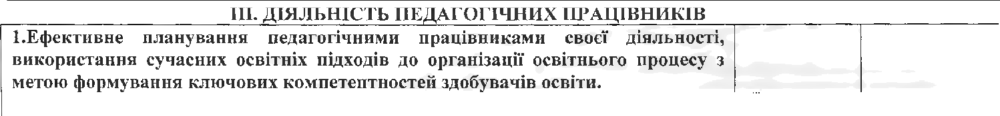 III. ДІЯЛЬНІСТЬ ПЕДАГОГІЧНИХ ПРАЦІВНИКІВ
1.Ефективне планування педагогічними працівниками своєї діяльності,
використання сучасних освітніх підходів до організації освітнього процесу з
метою формування ключових компетептностей здобувачів освіти.